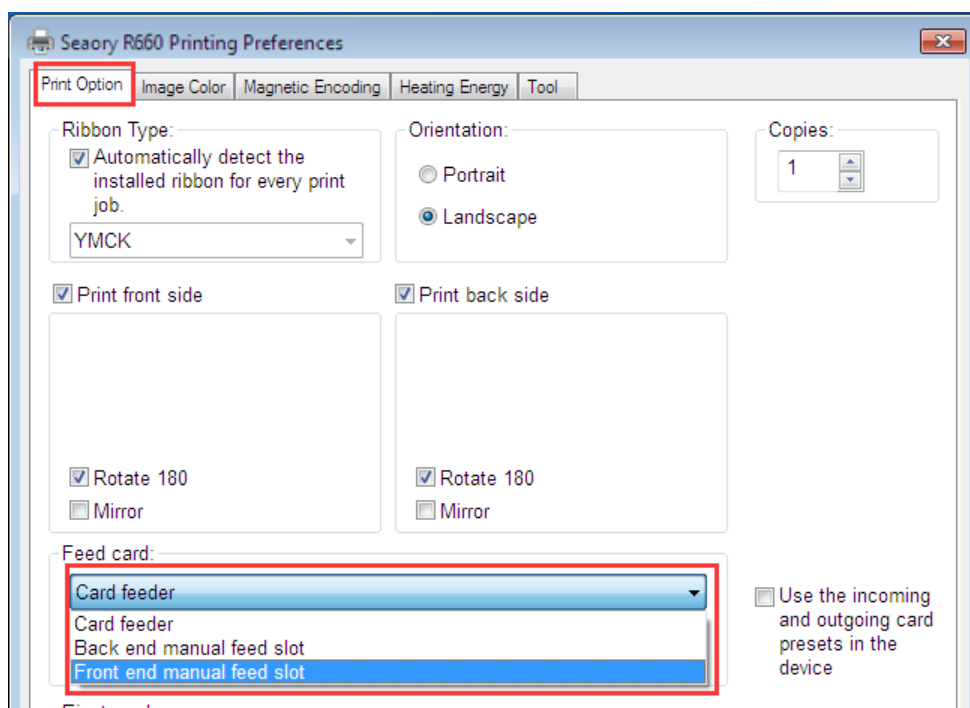 Seaory R660 Printing Preferences
Print Option
Image Color
Magnetic Encoding
Heating Energy
Tool
Ribbon Type:
Automatically detect the
installed ribbon for every print
job.
YMCK
Orientation:
Portrait
Landscape
Copies:
1
Print front side
Rotate 180
Mirror
Print back side
Rotate 180
Mirror
Feed card:
Card feeder
Card feeder
Back end manual feed slot
Front end manual feed slot
Use the incoming
and outgoing card
presets in the
device